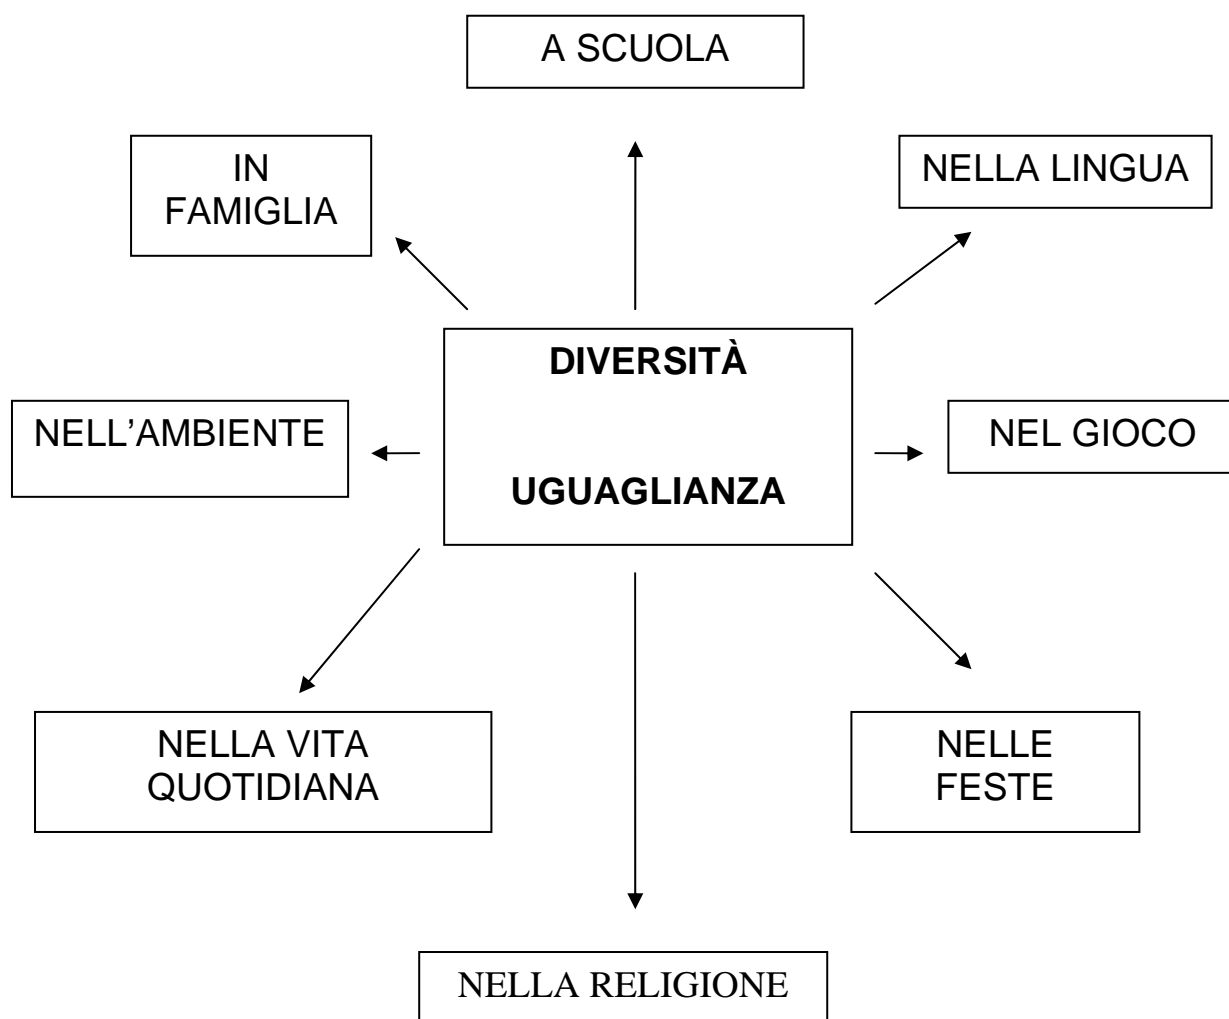 A SCUOLA
IN
FAMIGLIA
NELLA LINGUA
DIVERSITÀ
UGUAGLIANZA
NELL’AMBIENTE
NEL GIOCO
NELLA VITA
QUOTIDIANA
NELLE
FESTE
NELLA RELIGIONE